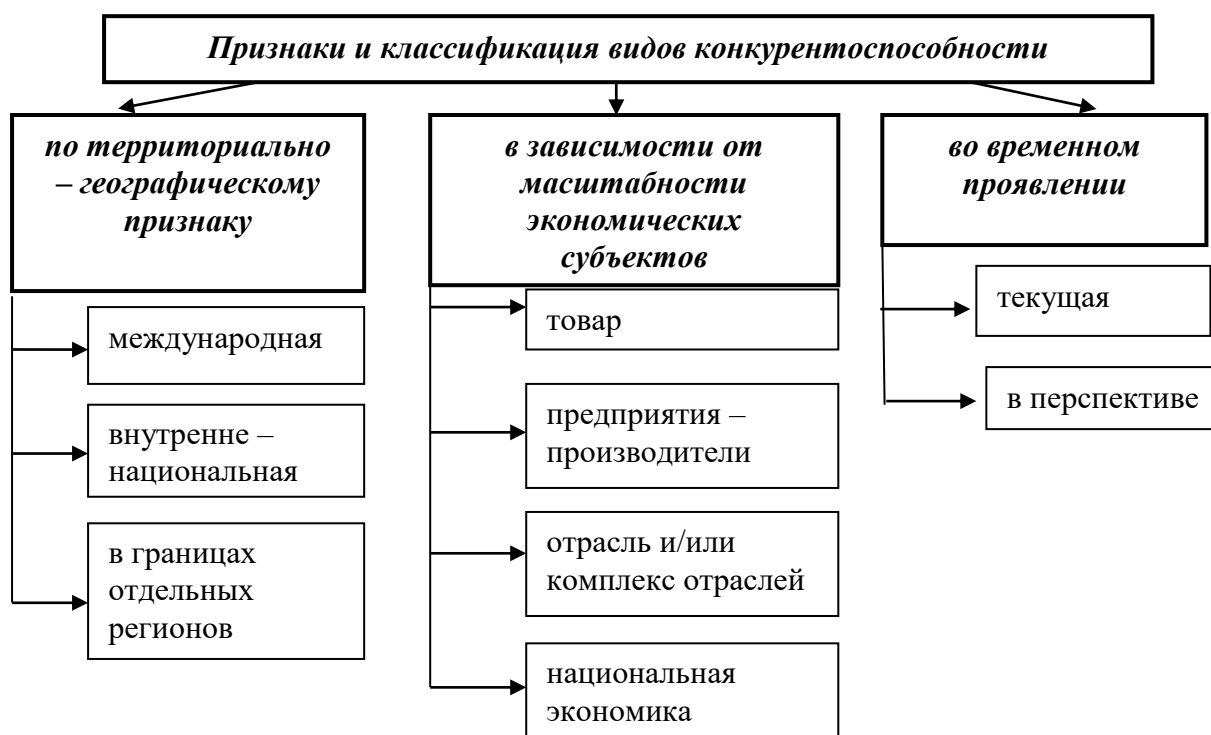 Признаки и классификация видов конкурентоспособности
по территориально
– географическому
признаку
международная
внутренне –
национальная
в границах
отдельных
регионов
в зависимости от
масштабности
экономических
субъектов
товар
предприятия –
производители
отрасль и/или
комплекс отраслей
национальная
экономика
во временном
проявлении
текущая
в перспективе